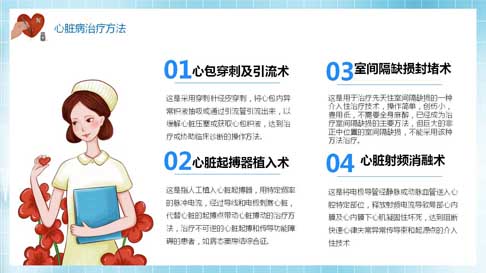 心脏病治疗方法
01心包穿刺及引流术
这是采用穿刺针经皮穿刺，将心包内异
常积液抽吸或通过引流管引流出来，以
缓解心脏压塞或获取心包积液，达到治
疗或协助临床诊断的操作方法。
02心脏起搏器植入术
这是指人工植入心脏起搏器，用特定频率
的脉冲电流，经过导线和电极刺激心脏，
代替心脏的起搏点带动心脏搏动的治疗方
法，治疗不可逆的心脏起搏和传导功能障
碍的患者，如病态窦房结综合征。
03室间隔缺损封堵术
这是用于治疗先天性室间隔缺损的一种
介入性治疗技术，操作简单，创伤小，
费用低，不需要全身麻醉，已经成为治
疗室间隔缺损的主要方法，但巨大的非
正中位置的室间隔缺损，不能采用该种
方法治疗。
04 心脏射频消融术
这是将电极导管经静脉或动脉血管送入心
腔特定部位，释放射频电流导致局部心内
膜及心内膜下心肌凝固性坏死，达到阻断
快速心律失常异常传导束和起源点的介入
性技术